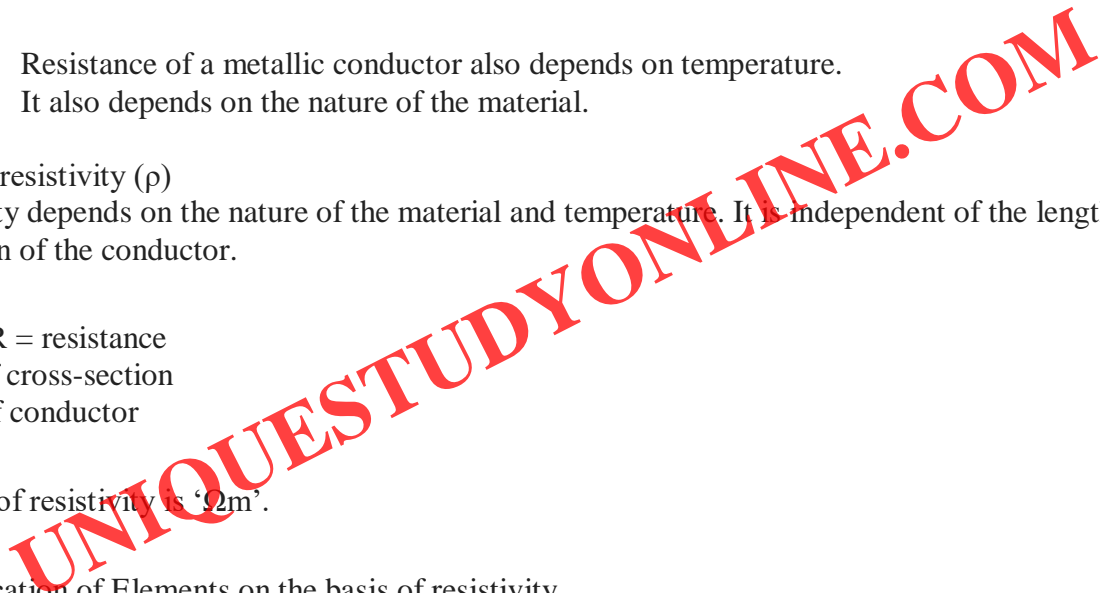 Resistance of a metallic conductor also depends on temperature.
It also depends on the nature of the material.
resistivity (ρ)
ty depends on the nature of the material and temperature. It is independent of the lengt
n of the conductor.
R = resistance
f cross-section
f conductor
of resistivity is ‘Ωm’.
cation of Elements on the basis of resistivity
UNIQUESTUDYONLINE.COM